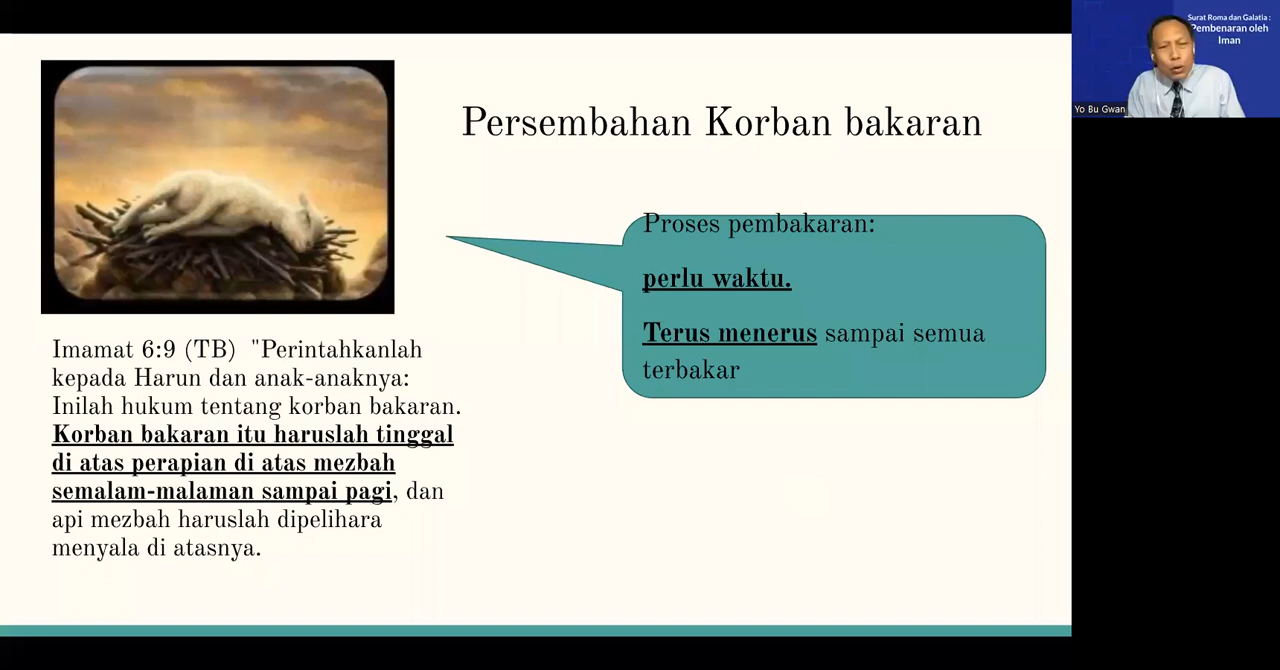 Persembahan Korban bakaran
Proses pembakaran:
perlu waktu.
Terus menerus sampai semua
terbakar
Imamat 6:9 (TB)  "Perintahkanlah
kepada Harun dan anak-anaknya:
Inilah hukum tentang korban bakaran.
Korban bakaran itu haruslah tinggal
di atas perapian di atas mezbah
semalam-malaman sampai pagi, dan
api mezbah haruslah dipelihara
menyala di atasnya.
Surat Roma dan Galatia :
Pembenaran oleh
Iman
Yo Bu Gwan